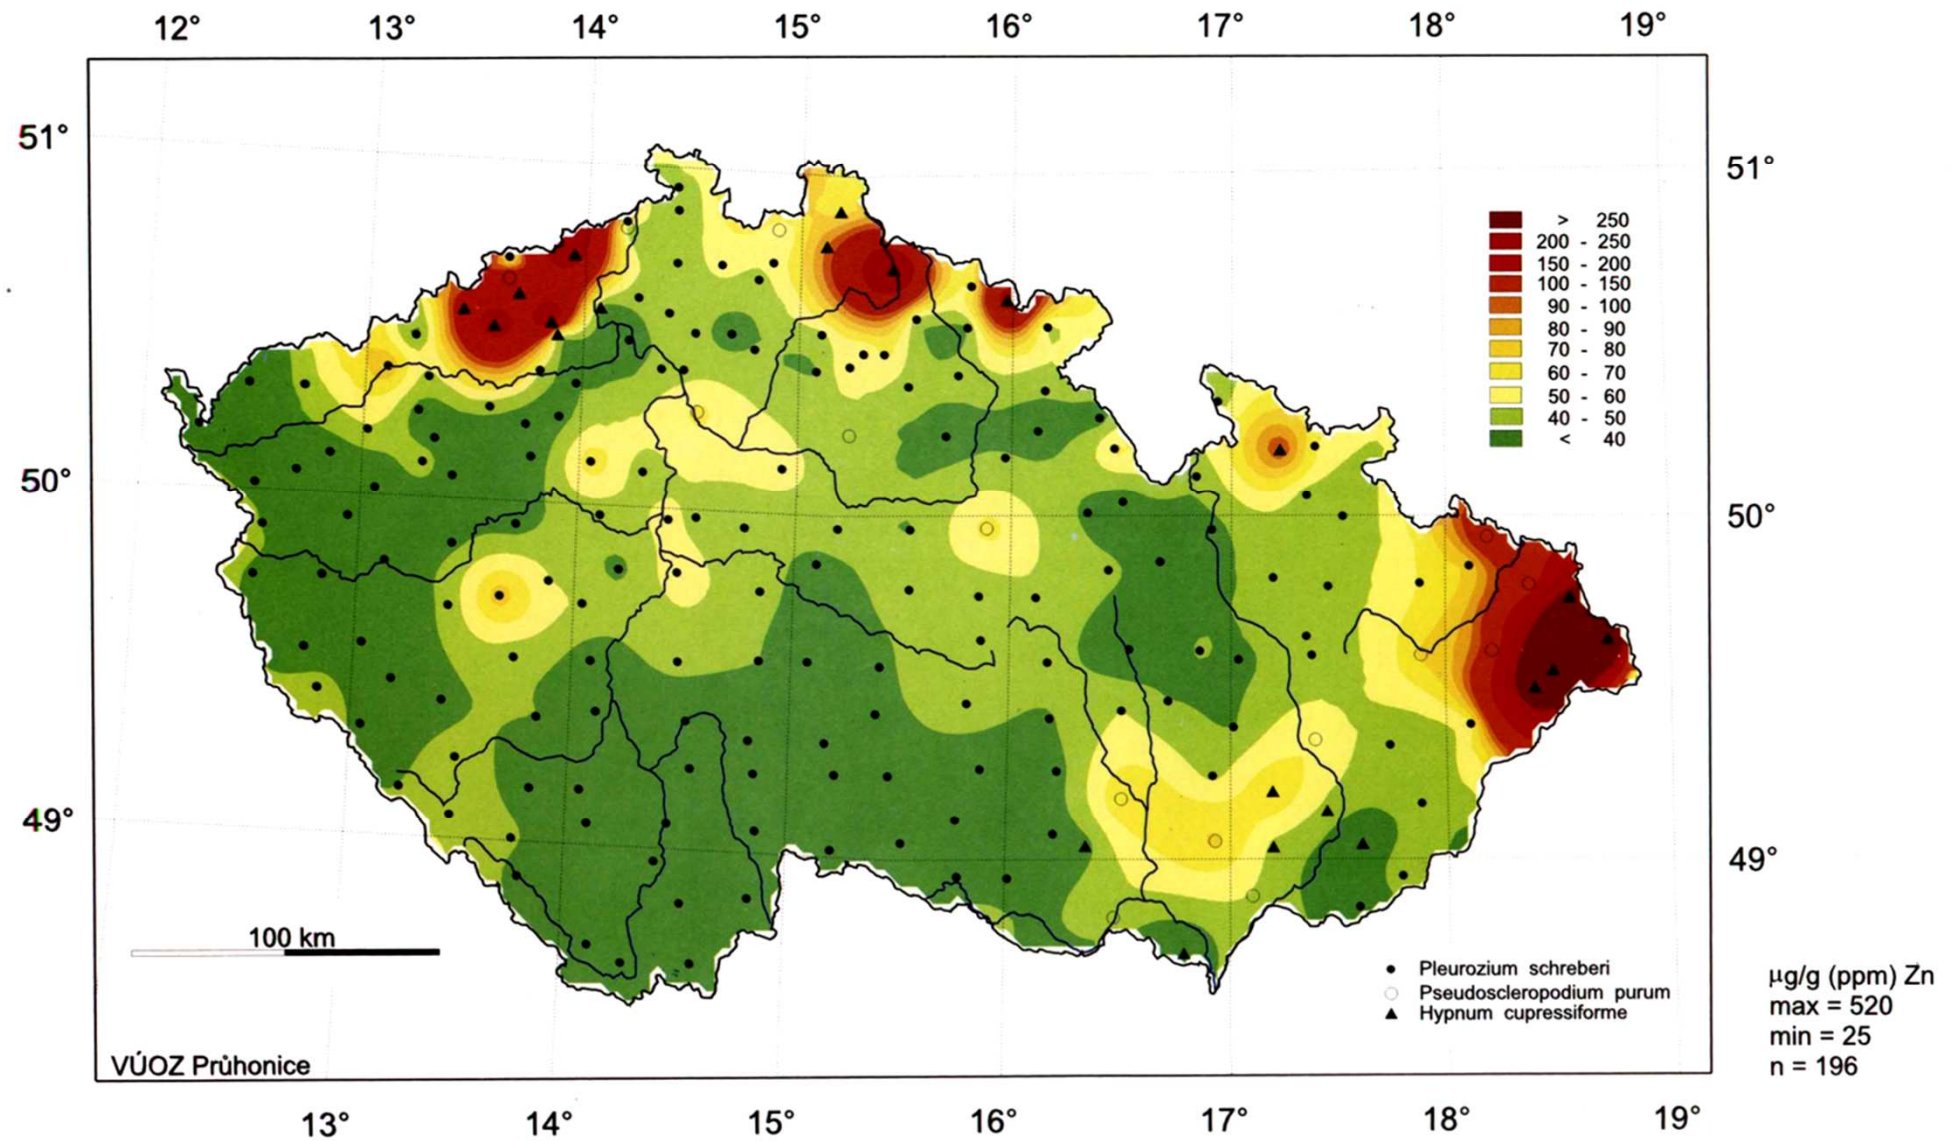 12° 13° 14° 15° 16° 17° 18° 19°
51° 51°
> 250
200 - 250
150 - 200
100 - 150
90 - 100
80 - 90
70 - 80
60 - 70
50 - 60
40 - 50
< 40
50° 50°
49° 49°
100 km
Pleurozium schreberi
Pseudoscleropodium purum
Hypnum cupressiforme
µg/g (ppm) Zn
max = 520
min = 25
n = 196
VÚOZ Průhonice
13° 14° 15° 16° 17° 18° 19°